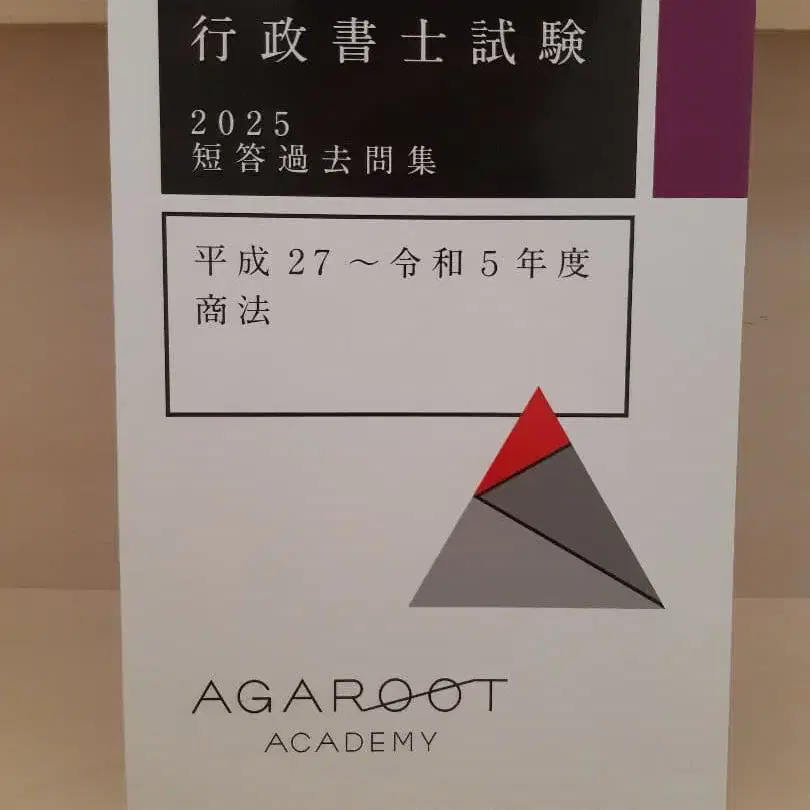 行政書士試験
2025
短答過去問集
平成27～令和5年度
商法
AGAROOT
ACADEMY